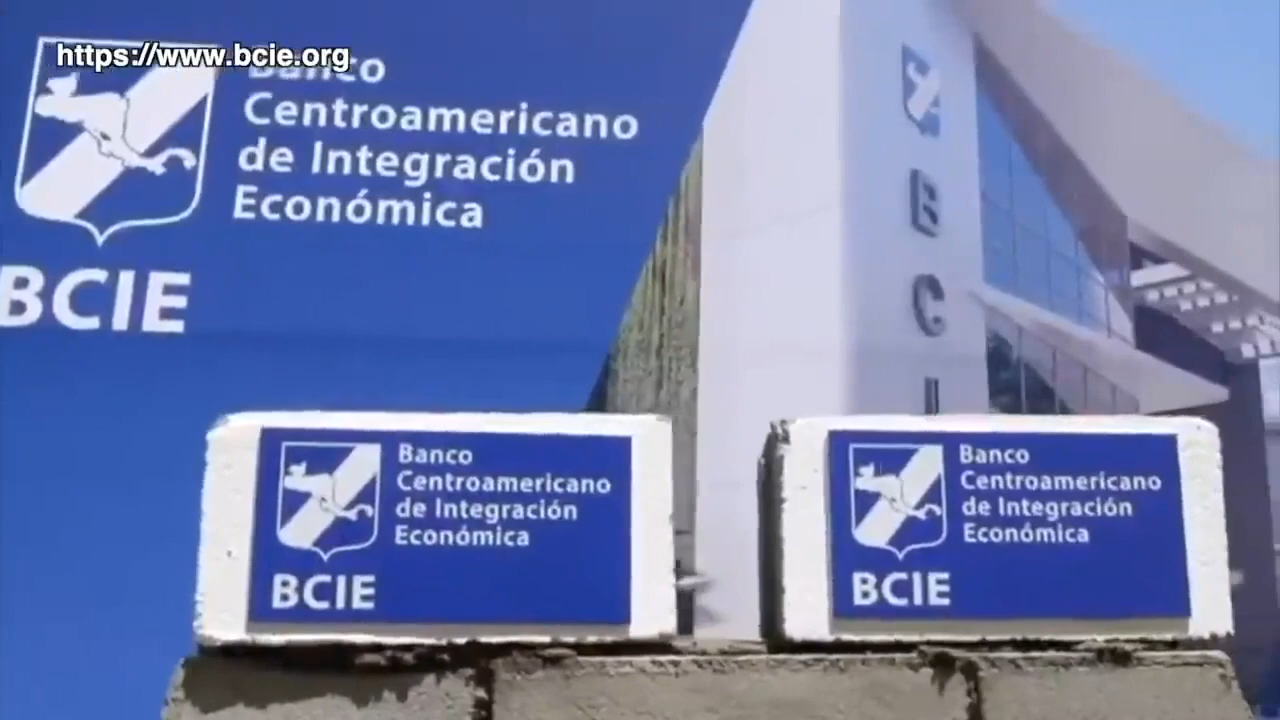 https://www.bcie.org
Banco
Centroamericano
de Integración
Económica
BCIE
B
C
I
Banco
Centroamericano
de Integración
Económica
BCIE
Banco
Centroamericano
de Integración
Económica
BCIE